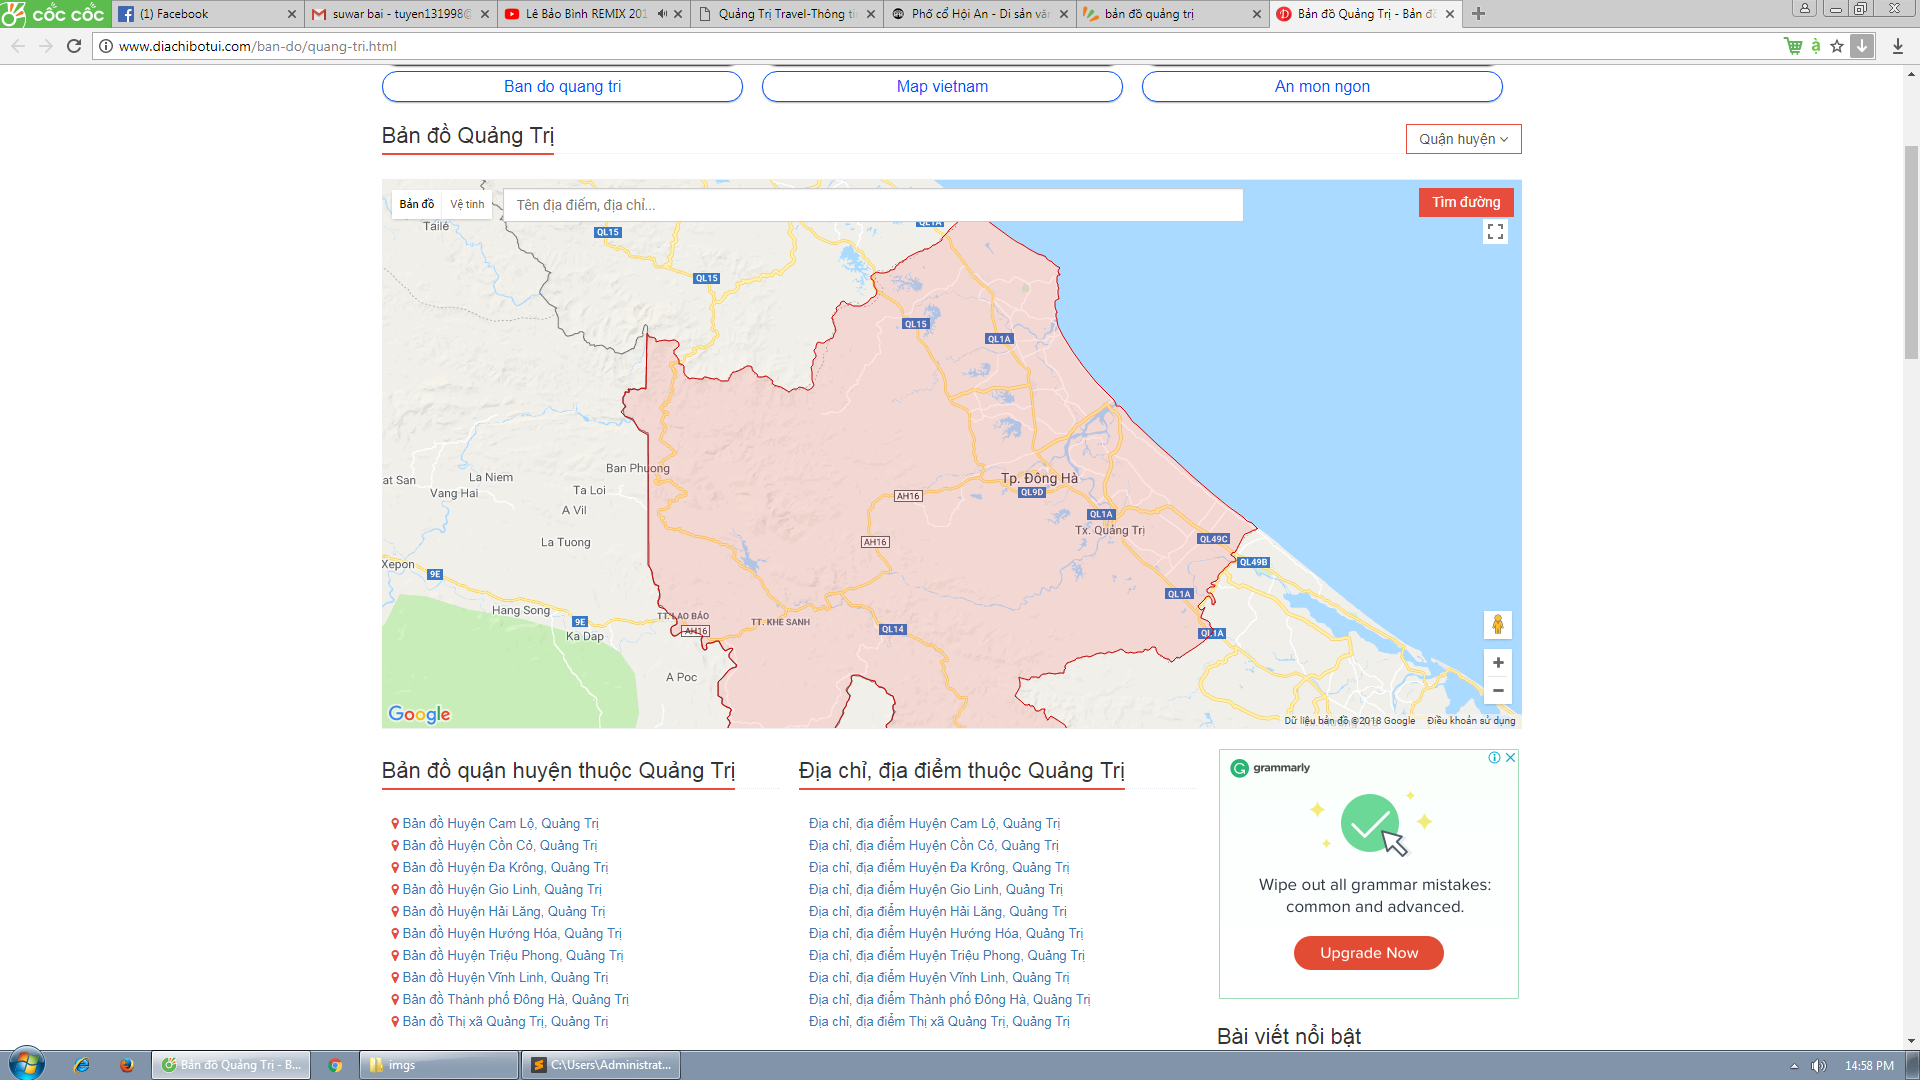 cốc cốc
(1) Facebook
suwar bai - tuyen131998@
Lê Bảo Bình REMIX 201
Quảng Trị Travel-Thông ti
Phố cổ Hội An - Di sản văn
bản đồ quảng trị
Bản đồ Quảng Trị - Bản đồ
www.diachibotui.com/ban-do/quang-tri.html
Ban do quang tri
Map vietnam
An mon ngon
Bản đồ Quảng Trị
Quận huyện
Bản đồ
Vệ tinh
Tên địa điểm, địa chỉ...
Tìm đường
Tailé
QL15
QL1A
QL15
QL15
QL1A
Ban Phuong
La Niem
at San
Vang Hai
Ta Loi
A Vil
La Tuong
Xepon
9E
Tp. Đông Hà
QL9D
AH16
QL1A
Tx. Quảng Trị
AH16
QL49C
QL49B
QL1A
Hang Song
9E
Ka Dap
TT. LAO BẢO
AH16
TT. KHE SANH
QL14
QL1A
A Poc
Google
Dữ liệu bản đồ ©2018 Google
Điều khoản sử dụng
Bản đồ quận huyện thuộc Quảng Trị
Bản đồ Huyện Cam Lộ, Quảng Trị
Bản đồ Huyện Cồn Cỏ, Quảng Trị
Bản đồ Huyện Đa Krông, Quảng Trị
Bản đồ Huyện Gio Linh, Quảng Trị
Bản đồ Huyện Hải Lăng, Quảng Trị
Bản đồ Huyện Hướng Hóa, Quảng Trị
Bản đồ Huyện Triệu Phong, Quảng Trị
Bản đồ Huyện Vĩnh Linh, Quảng Trị
Bản đồ Thành phố Đông Hà, Quảng Trị
Bản đồ Thị xã Quảng Trị, Quảng Trị
Địa chỉ, địa điểm thuộc Quảng Trị
Địa chỉ, địa điểm Huyện Cam Lộ, Quảng Trị
Địa chỉ, địa điểm Huyện Cồn Cỏ, Quảng Trị
Địa chỉ, địa điểm Huyện Đa Krông, Quảng Trị
Địa chỉ, địa điểm Huyện Gio Linh, Quảng Trị
Địa chỉ, địa điểm Huyện Hải Lăng, Quảng Trị
Địa chỉ, địa điểm Huyện Hướng Hóa, Quảng Trị
Địa chỉ, địa điểm Huyện Triệu Phong, Quảng Trị
Địa chỉ, địa điểm Huyện Vĩnh Linh, Quảng Trị
Địa chỉ, địa điểm Thành phố Đông Hà, Quảng Trị
Địa chỉ, địa điểm Thị xã Quảng Trị, Quảng Trị
grammarly
Wipe out all grammar mistakes:
common and advanced.
Upgrade Now
Bài viết nổi bật
Bản đồ Quảng Trị - B...
imgs
C:\Users\Administrat...
14:58 PM